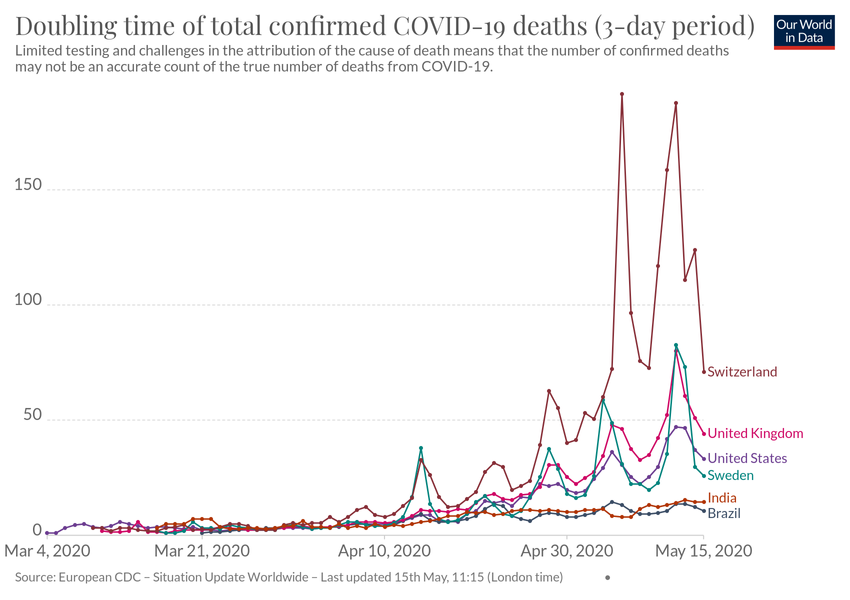 Doubling time of total confirmed COVID-19 deaths (3-day period)
Our World
in Data
Limited testing and challenges in the attribution of the cause of death means that the number of confirmed deaths
may not be an accurate count of the true number of deaths from COVID-19.
150
100
50
0
Switzerland
United Kingdom
United States
Sweden
India
Brazil
Mar 4, 2020
Mar 21, 2020
Apr 10, 2020
Apr 30, 2020
May 15, 2020
Source: European CDC – Situation Update Worldwide – Last updated 15th May, 11:15 (London time)